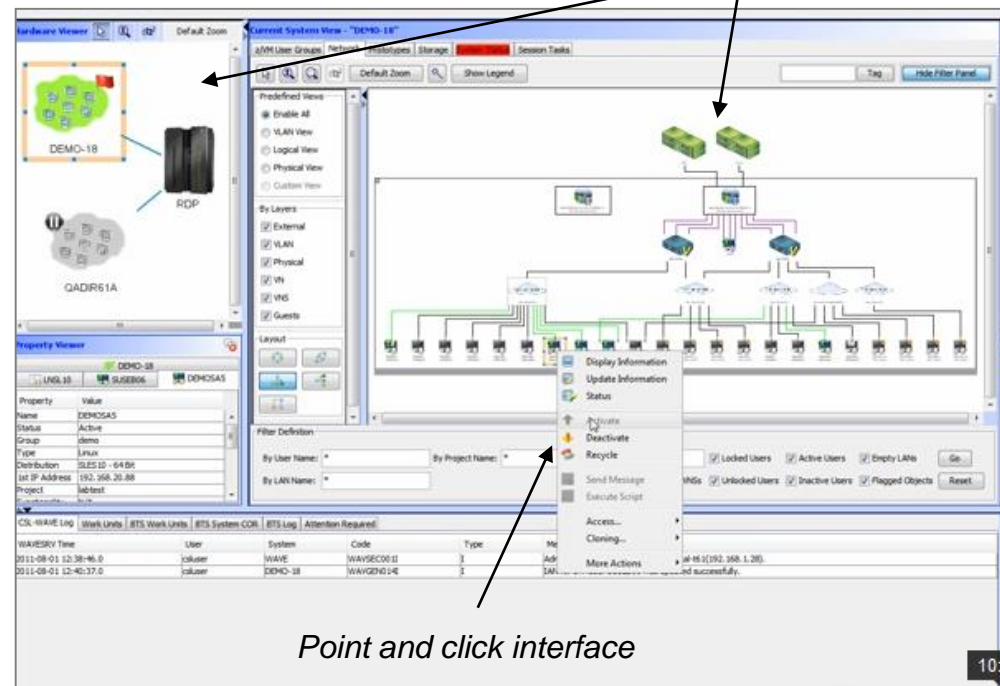 Hardware Viewer
Default Zoom
DEMO-18
RDP
QADIR61A
Current System View - "DEMO-18"
z/VM User Groups Network Prototypes Storage System Status Session Tasks
Default Zoom Show Legend Tag Hide Filter Panel
Predefined Views
Enable All
VLAN View
Logical View
Physical View
Custom View
By Layers
External
VLAN
Physical
VN
VNS
Guests
Layout
Property Viewer
DEMO-18
SUSEB06 DEMOSAS
Property Value
Name DEMOSAS
Status Active
Group demo
Type Linux
Distribution SLES10 - 64 Bit
1st IP Address 192.168.20.88
Project labtest
Display Information
Update Information
Status
Activate
Deactivate
Recycle
Send Message
Execute Script
Access...
Cloning...
More Actions
Filter Definition
By User Name: * By Project Name: * Locked Users Active Users Empty LANs Go
By LAN Name: * Unlocked Users Inactive Users Flagged Objects Reset
CSL-WAVE Log Work Units BTS Work Units BTS System COR BTS Log Attention Required
WAVESRV Time User System Code Type
2011-08-01 12:38:46.0 csluser WAVE I
2011-08-01 12:40:37.0 csluser DEMO-18 I
successfully.
Point and click interface
10: